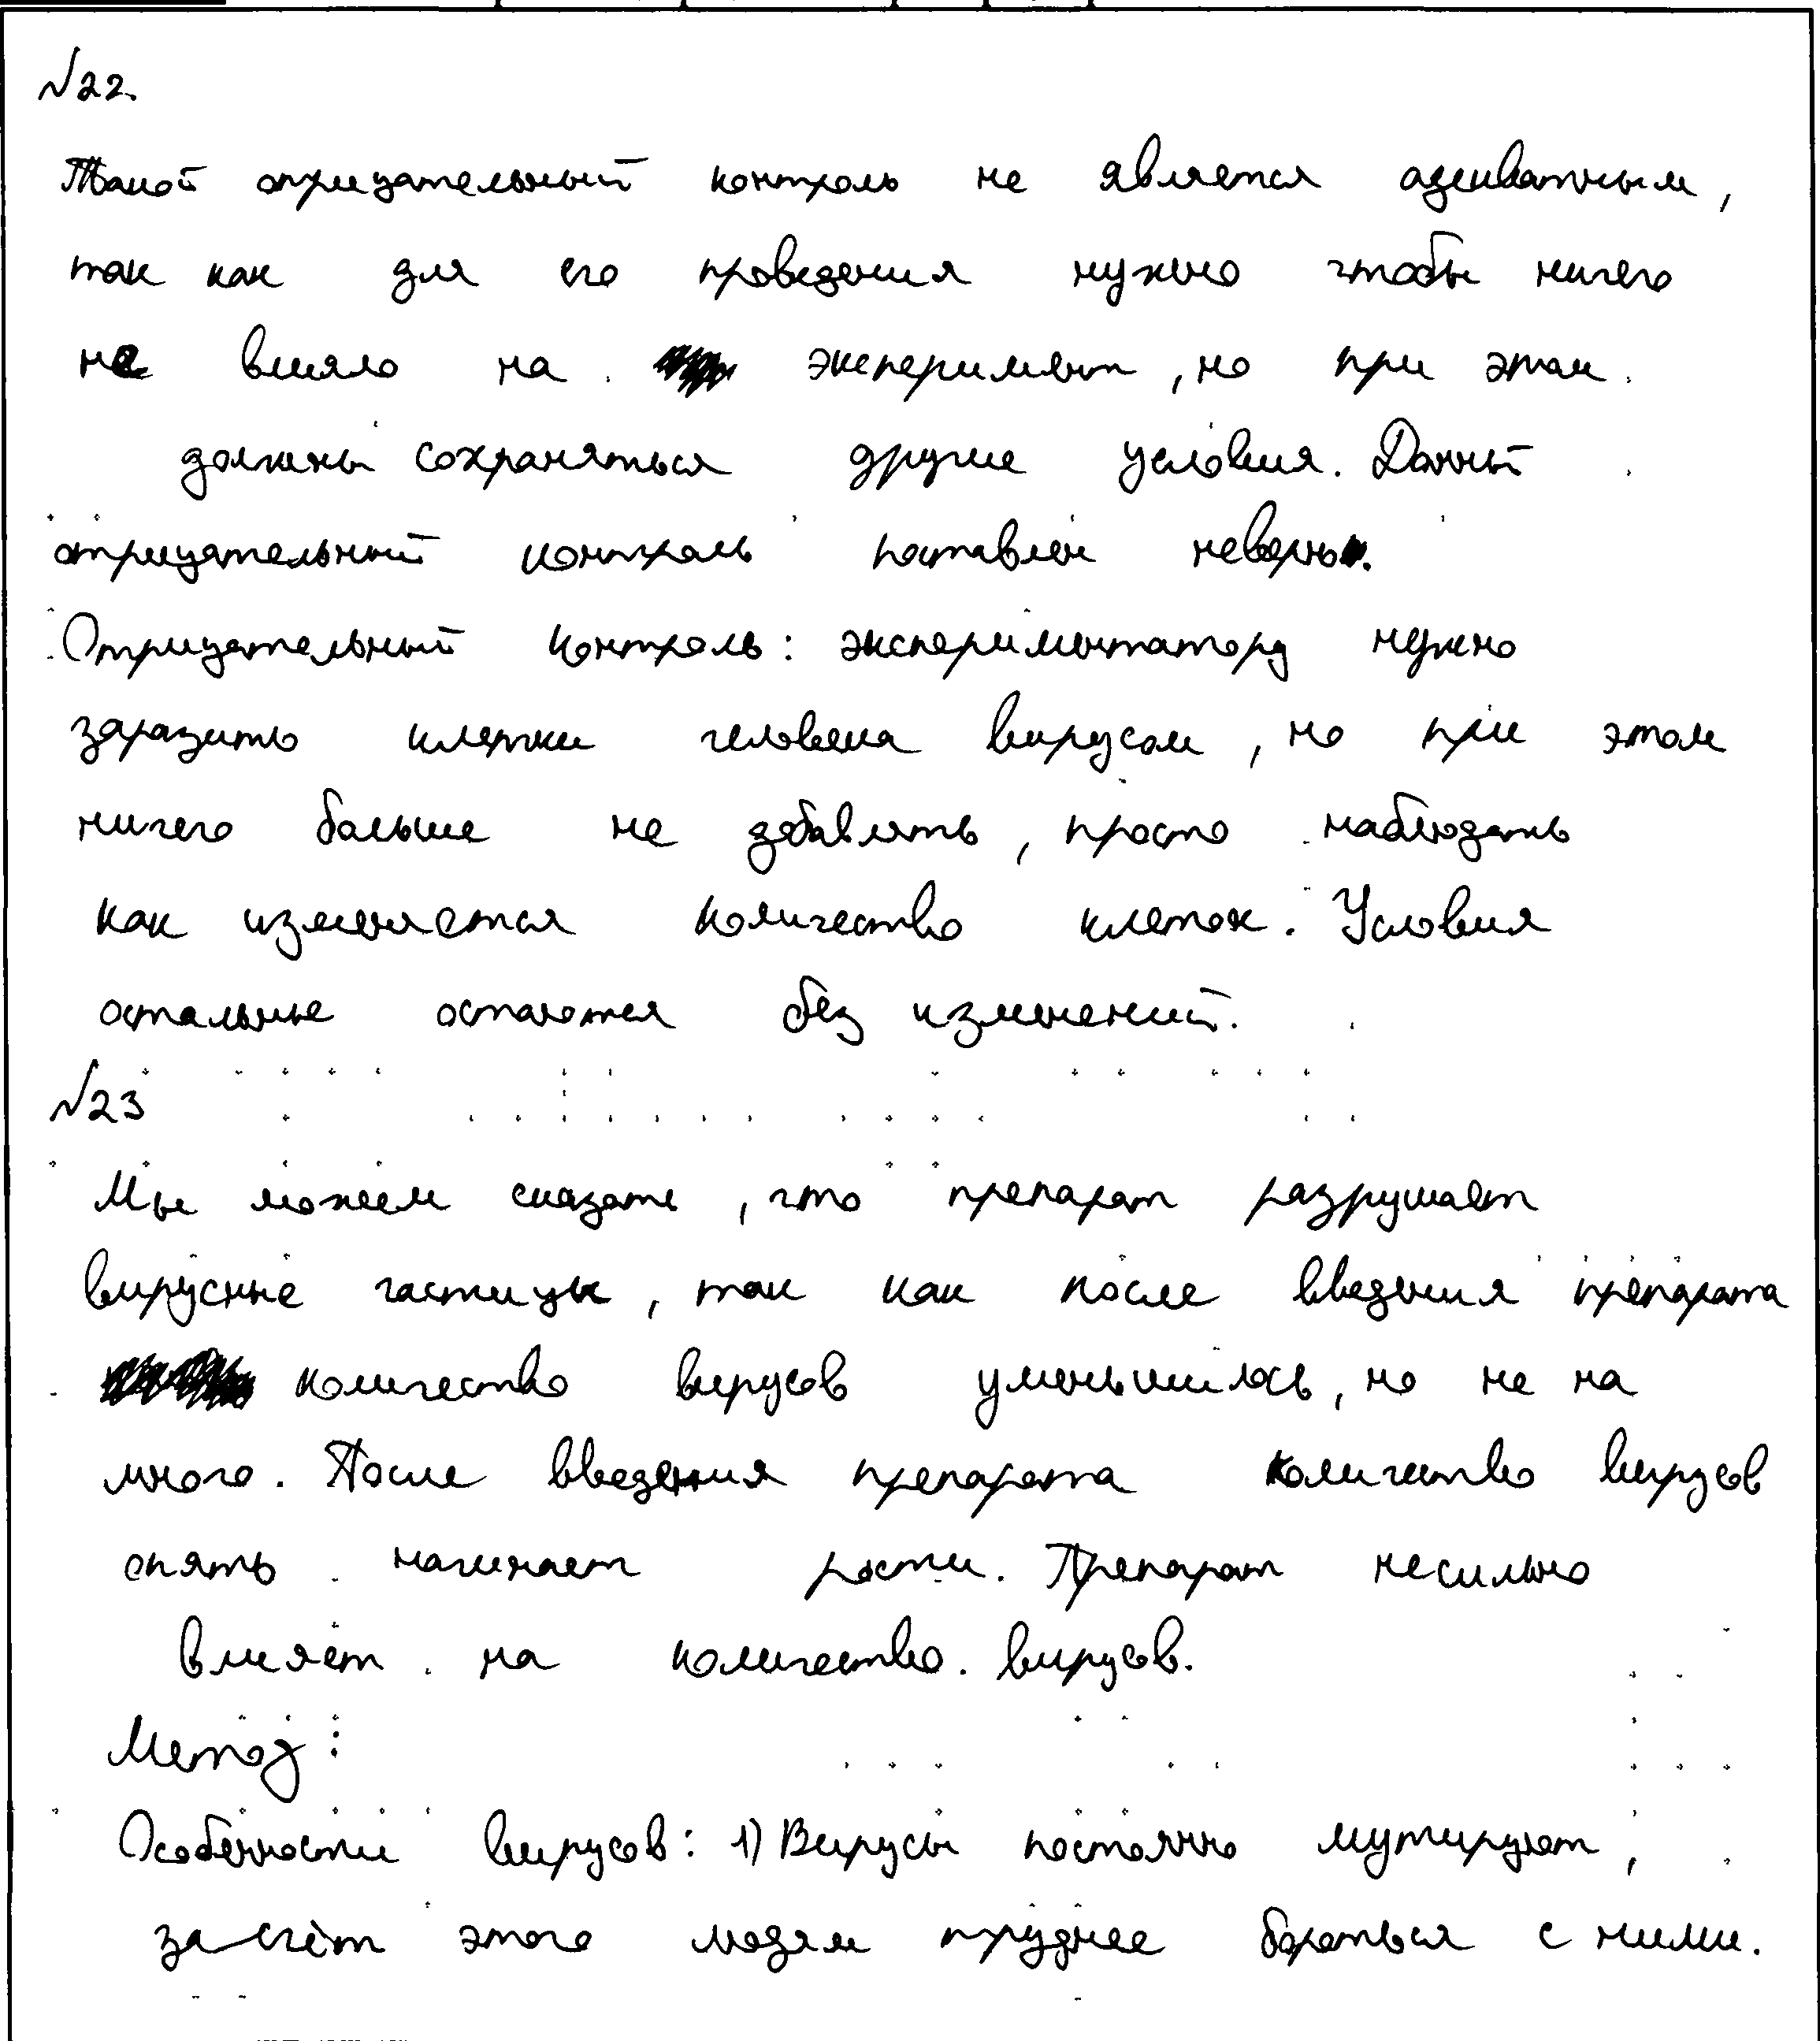 №22.
Такой отрицательный контроль не является адекватным,
так как для его проведения нужно чтобы ничего
не влияло на эксперимент, но при этом
должны сохраняться другие условия. Данный
отрицательный контроль поставлен неверно.
Отрицательный контроль: экспериментатору нужно
заразить клетки человека вирусом, но при этом
ничего больше не добавлять, просто наблюдать
как изменяется количество клеток. Условия
остальные остаются без изменений.
№23
Мы можем сказать, что препарат разрушает
вирусные частицы, так как после введения препарата
количество вирусов уменьшилось, но не на
много. После введения препарата количество вирусов
опять начинает расти. Препарат несильно
влияет на количество вирусов.
Метод:
Особенности вирусов: 1) Вирусы постоянно мутируют,
за счёт этого людям труднее бороться с ними.